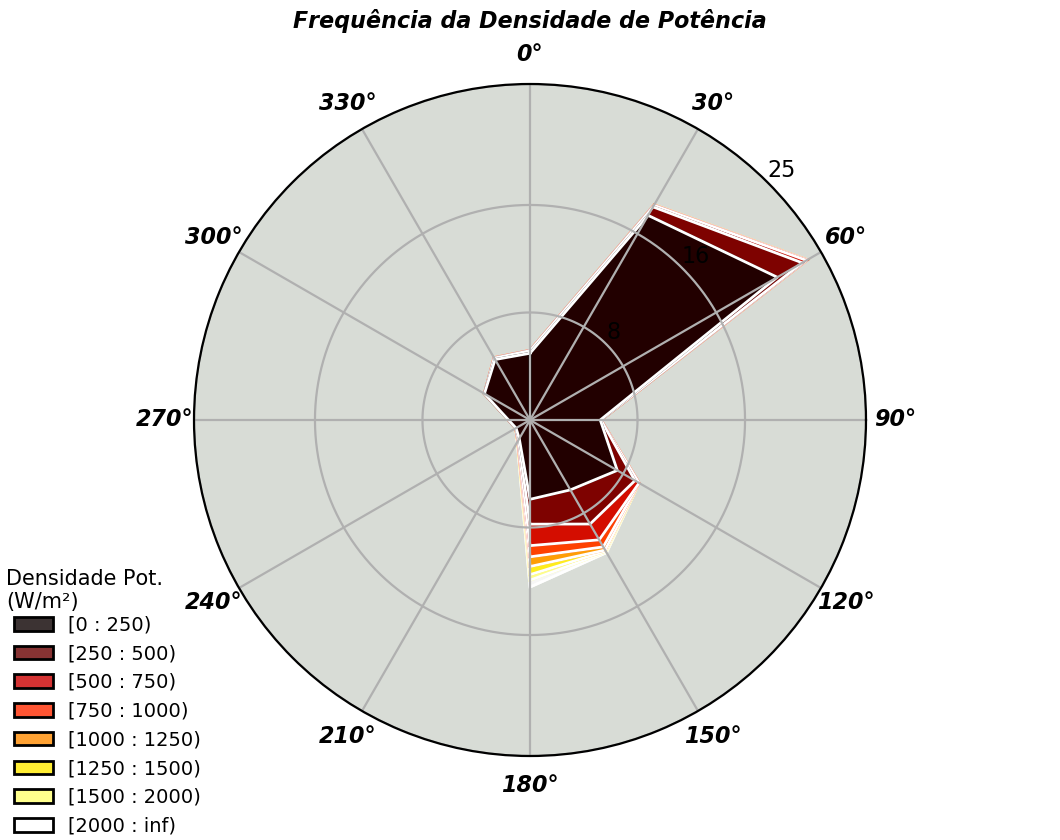 Frequência da Densidade de Potência
0°
330°
30°
25
300°
60°
16
8
270°
90°
Densidade Pot.
(W/m²)
240°
120°
[0 : 250)
[250 : 500)
[500 : 750)
[750 : 1000)
[1000 : 1250)
[1250 : 1500)
[1500 : 2000)
[2000 : inf)
210°
150°
180°